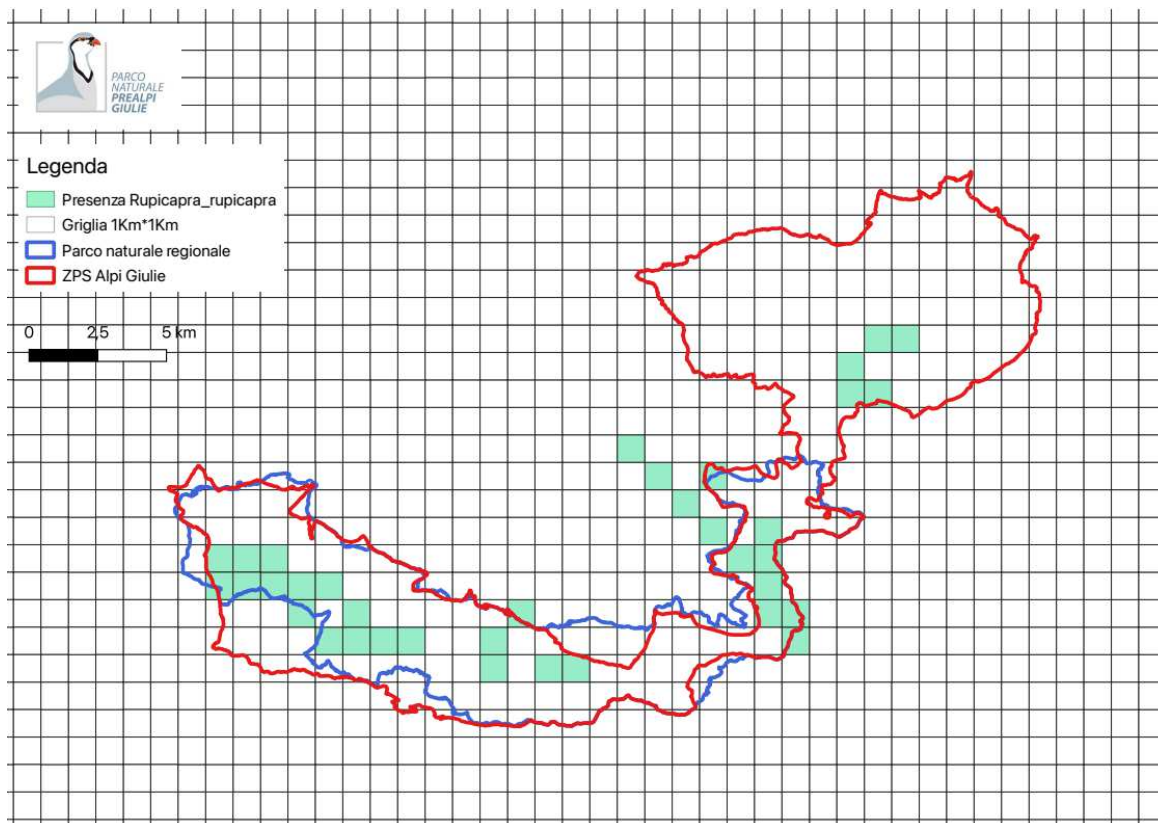 PARCO
NATURALE
PREALPI
GIULIE
Legenda
Presenza Rupicapra_rupicapra
Griglia 1Km*1Km
Parco naturale regionale
ZPS Alpi Giulie
0 2,5 5 km